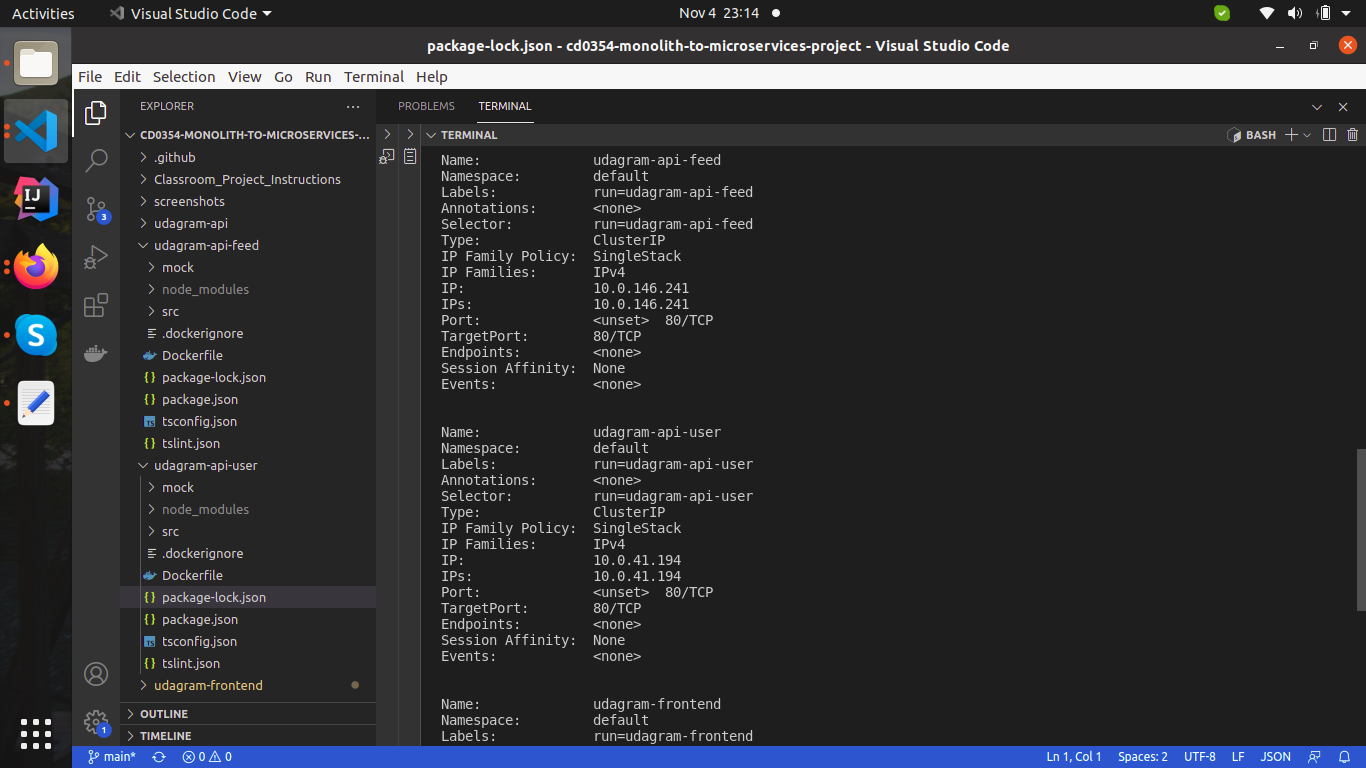 Activities
Visual Studio Code
Nov 4 23:14
package-lock.json - cd0354-monolith-to-microservices-project - Visual Studio Code
File Edit Selection View Go Run Terminal Help
EXPLORER
PROBLEMS TERMINAL
CD0354-MONOLITH-TO-MICROSERVICES-...
TERMINAL
BASH
.github
Classroom_Project_Instructions
screenshots
udagram-api
udagram-api-feed
mock
node_modules
src
.dockerignore
Dockerfile
package-lock.json
package.json
tsconfig.json
tslint.json
udagram-api-user
mock
node_modules
src
.dockerignore
Dockerfile
package-lock.json
package.json
tsconfig.json
tslint.json
udagram-frontend
OUTLINE
TIMELINE
3
1
IJ
S
TS
TS
Name: udagram-api-feed
Namespace: default
Labels: run=udagram-api-feed
Annotations: <none>
Selector: run=udagram-api-feed
Type: ClusterIP
IP Family Policy: SingleStack
IP Families: IPv4
IP: 10.0.146.241
IPs: 10.0.146.241
Port: <unset> 80/TCP
TargetPort: 80/TCP
Endpoints: <none>
Session Affinity: None
Events: <none>
Name: udagram-api-user
Namespace: default
Labels: run=udagram-api-user
Annotations: <none>
Selector: run=udagram-api-user
Type: ClusterIP
IP Family Policy: SingleStack
IP Families: IPv4
IP: 10.0.41.194
IPs: 10.0.41.194
Port: <unset> 80/TCP
TargetPort: 80/TCP
Endpoints: <none>
Session Affinity: None
Events: <none>
Name: udagram-frontend
Namespace: default
Labels: run=udagram-frontend
main* 0 0
Ln 1, Col 1 Spaces: 2 UTF-8 LF JSON